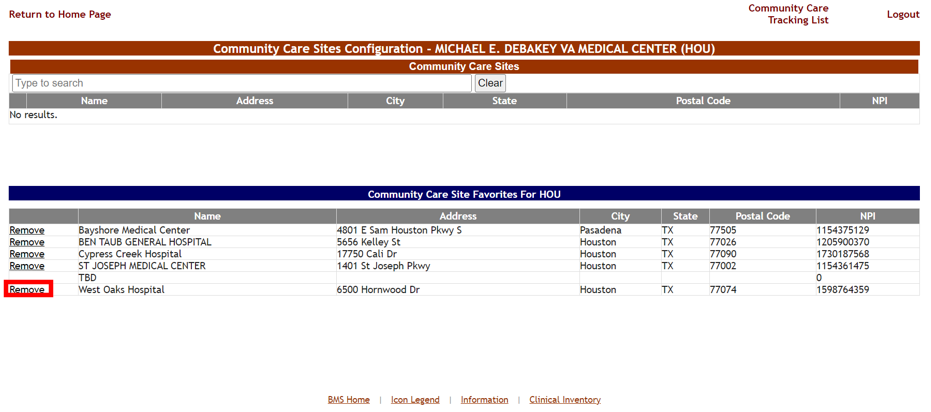 Return to Home Page
Community Care
Tracking List
Logout
Community Care Sites Configuration - MICHAEL E. DEBAKEY VA MEDICAL CENTER (HOU)
Community Care Sites
Type to search Clear
Name Address City State Postal Code NPI
No results.
Community Care Site Favorites For HOU
Name Address City State Postal Code NPI
Remove Bayshore Medical Center 4801 E Sam Houston Pkwy S Pasadena TX 77505 1154375129
Remove BEN TAUB GENERAL HOSPITAL 5656 Kelley St Houston TX 77026 1205900370
Remove Cypress Creek Hospital 17750 Cali Dr Houston TX 77090 1730187568
Remove ST JOSEPH MEDICAL CENTER 1401 St Joseph Pkwy Houston TX 77002 1154361475
TBD 0
Remove West Oaks Hospital 6500 Hornwood Dr Houston TX 77074 1598764359
BMS Home | Icon Legend | Information | Clinical Inventory